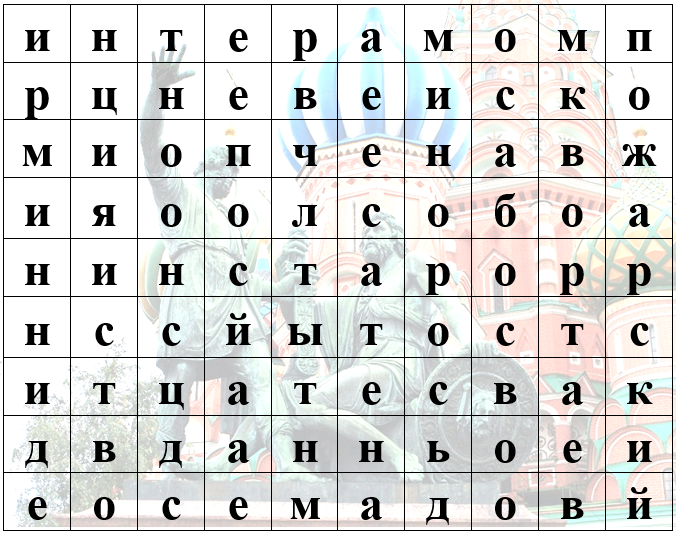 и н т е р а м о м п
р ц н е в е и с к о
м и о п ч е н а в ж
и я о о л с о б о а
н и н с т а р о р р
н с с й ы т о с т с
и т ц а т е с в а к
д в д а н н ь о е и
е о с е м а д о в й